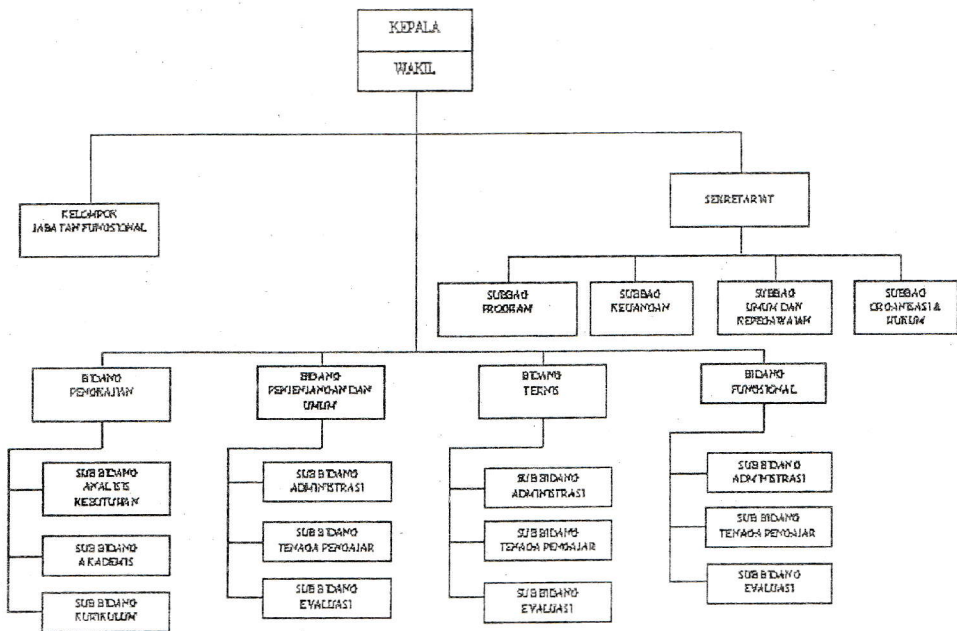 KEPALA
WAKIL
KELOMPOK
JABATAN FUNGSIONAL
SEKRETARIAT
SUBBAG
PROGRAM
SUBBAG
KEUANGAN
SUBBAG
UMUM DAN
KEPEGAWAIAN
SUBBAG
ORGANISASI &
HUKUM
BIDANG
PENGKAJIAN
BIDANG
PENJENJANGAN DAN
UMUM
BIDANG
TEKNIS
BIDANG
FUNGSIONAL
SUB BIDANG
ANALISIS
KEBUTUHAN
SUB BIDANG
AKADEMIS
SUB BIDANG
KURIKULUM
SUB BIDANG
ADMINISTRASI
SUB BIDANG
TENAGA PENGAJAR
SUB BIDANG
EVALUASI
SUB BIDANG
ADMINISTRASI
SUB BIDANG
TENAGA PENGAJAR
SUB BIDANG
EVALUASI
SUB BIDANG
ADMINISTRASI
SUB BIDANG
TENAGA PENGAJAR
SUB BIDANG
EVALUASI